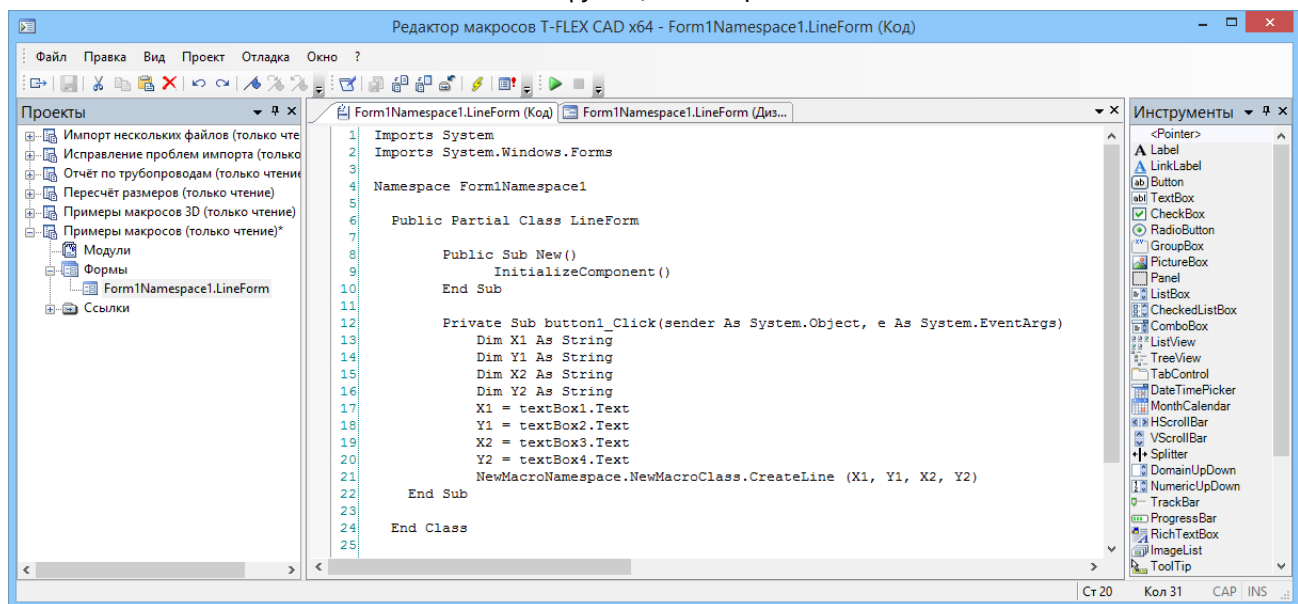 Редактор макросов T-FLEX CAD x64 - Form1Namespace1.LineForm (Код)
Файл Правка Вид Проект Отладка Окно ?
Проекты
Импорт нескольких файлов (только чте
Исправление проблем импорта (только
Отчёт по трубопроводам (только чтени
Пересчёт размеров (только чтение)
Примеры макросов 3D (только чтение)
Примеры макросов (только чтение)*
Модули
Формы
Form1Namespace1.LineForm
Ссылки
Form1Namespace1.LineForm (Код) Form1Namespace1.LineForm (Диз...
1 Imports System
2 Imports System.Windows.Forms
3
4 Namespace Form1Namespace1
5
6 Public Partial Class LineForm
7
8 Public Sub New()
9 InitializeComponent()
10 End Sub
11
12 Private Sub button1_Click(sender As System.Object, e As System.EventArgs)
13 Dim X1 As String
14 Dim Y1 As String
15 Dim X2 As String
16 Dim Y2 As String
17 X1 = textBox1.Text
18 Y1 = textBox2.Text
19 X2 = textBox3.Text
20 Y2 = textBox4.Text
21 NewMacroNamespace.NewMacroClass.CreateLine (X1, Y1, X2, Y2)
22 End Sub
23
24 End Class
25
Инструменты
<Pointer>
A Label
A LinkLabel
ab Button
abl TextBox
CheckBox
RadioButton
GroupBox
PictureBox
Panel
ListBox
CheckedListBox
ComboBox
ListView
TreeView
TabControl
DateTimePicker
MonthCalendar
HScrollBar
VScrollBar
Splitter
DomainUpDown
NumericUpDown
TrackBar
ProgressBar
RichTextBox
ImageList
ToolTip
Ст 20 Кол 31 CAP INS